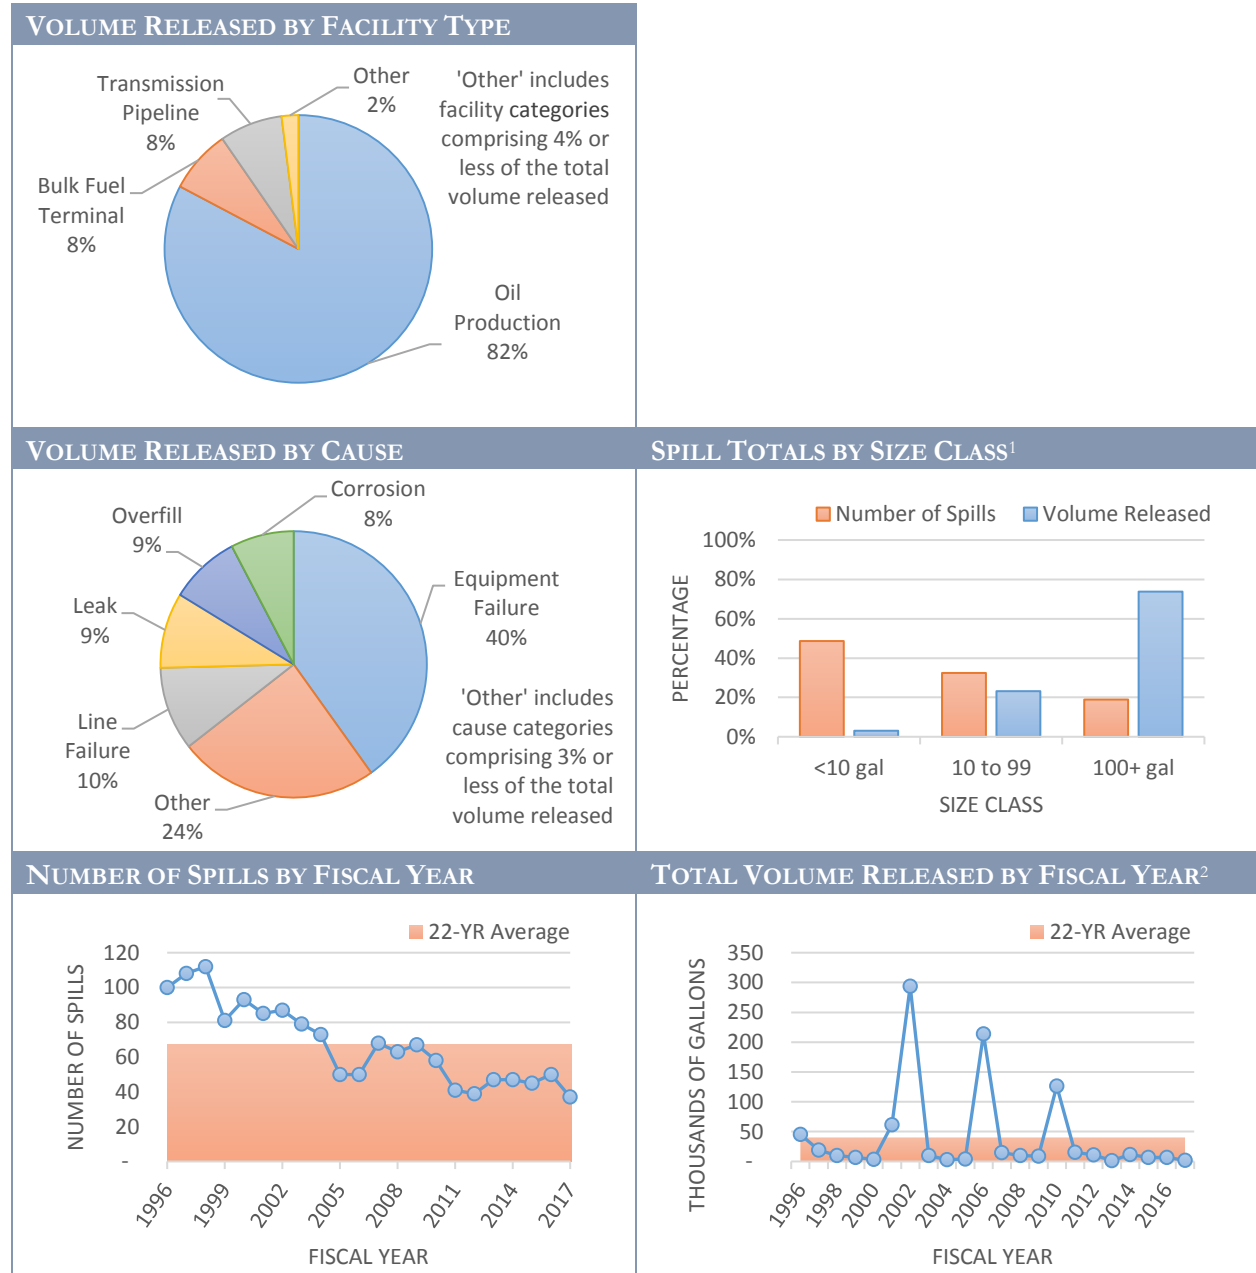 VOLUME RELEASED BY FACILITY TYPE
Transmission
Pipeline
8%
Other
2%
'Other' includes
facility categories
comprising 4% or
less of the total
volume released
Bulk Fuel
Terminal
8%
Oil
Production
82%
VOLUME RELEASED BY CAUSE
Corrosion
8%
Overfill
9%
Equipment
Failure
40%
Leak
9%
'Other' includes
cause categories
comprising 3% or
less of the total
volume released
Line
Failure
10%
Other
24%
SPILL TOTALS BY SIZE CLASS¹
Number of Spills Volume Released
100%
80%
60%
40%
20%
0%
PERCENTAGE
<10 gal 10 to 99 100+ gal
SIZE CLASS
NUMBER OF SPILLS BY FISCAL YEAR
22-YR Average
120
100
80
60
40
20
-
NUMBER OF SPILLS
1996 1999 2002 2005 2008 2011 2014 2017
FISCAL YEAR
TOTAL VOLUME RELEASED BY FISCAL YEAR²
22-YR Average
350
300
250
200
150
100
50
-
THOUSANDS OF GALLONS
1996 1998 2000 2002 2004 2006 2008 2010 2012 2014 2016
FISCAL YEAR